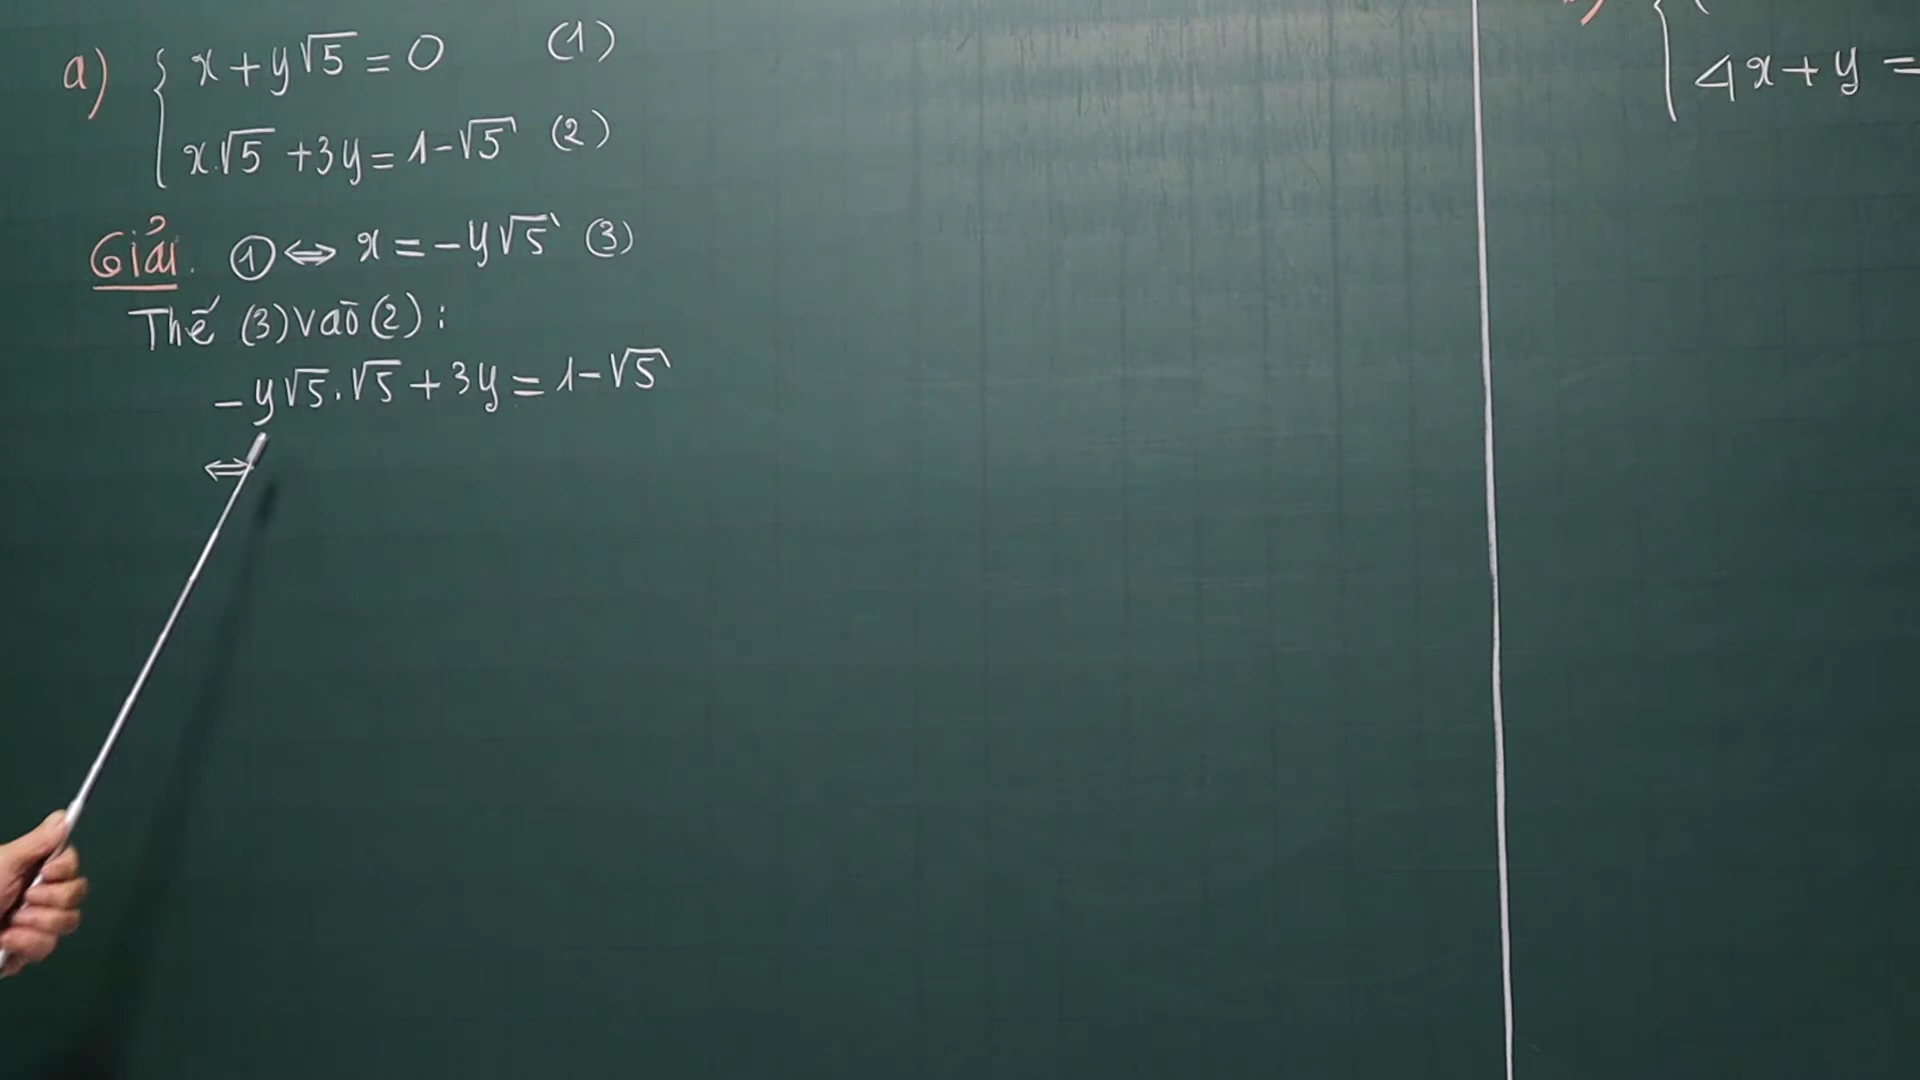 a) { x + y√5 = 0 (1)
x.√5 + 3y = 1 - √5 (2)
Giải. ① ⇔ x = - y√5 (3)
Thế (3) vào (2):
- y√5.√5 + 3y = 1 - √5
⇔
4x + y =